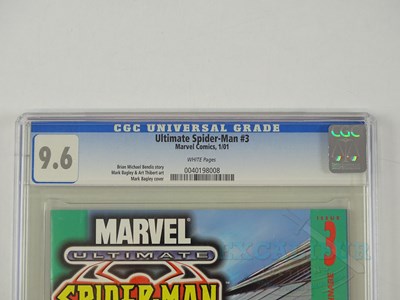 CGC UNIVERSAL GRADE
9.6
Ultimate Spider-Man #3
Marvel Comics, 1/01
WHITE Pages
Brian Michael Bendis story
Mark Bagley & Art Thibert art
Mark Bagley cover
0040198008
CGC
MARVEL
ULTIMATE
SPIDER-MAN
3